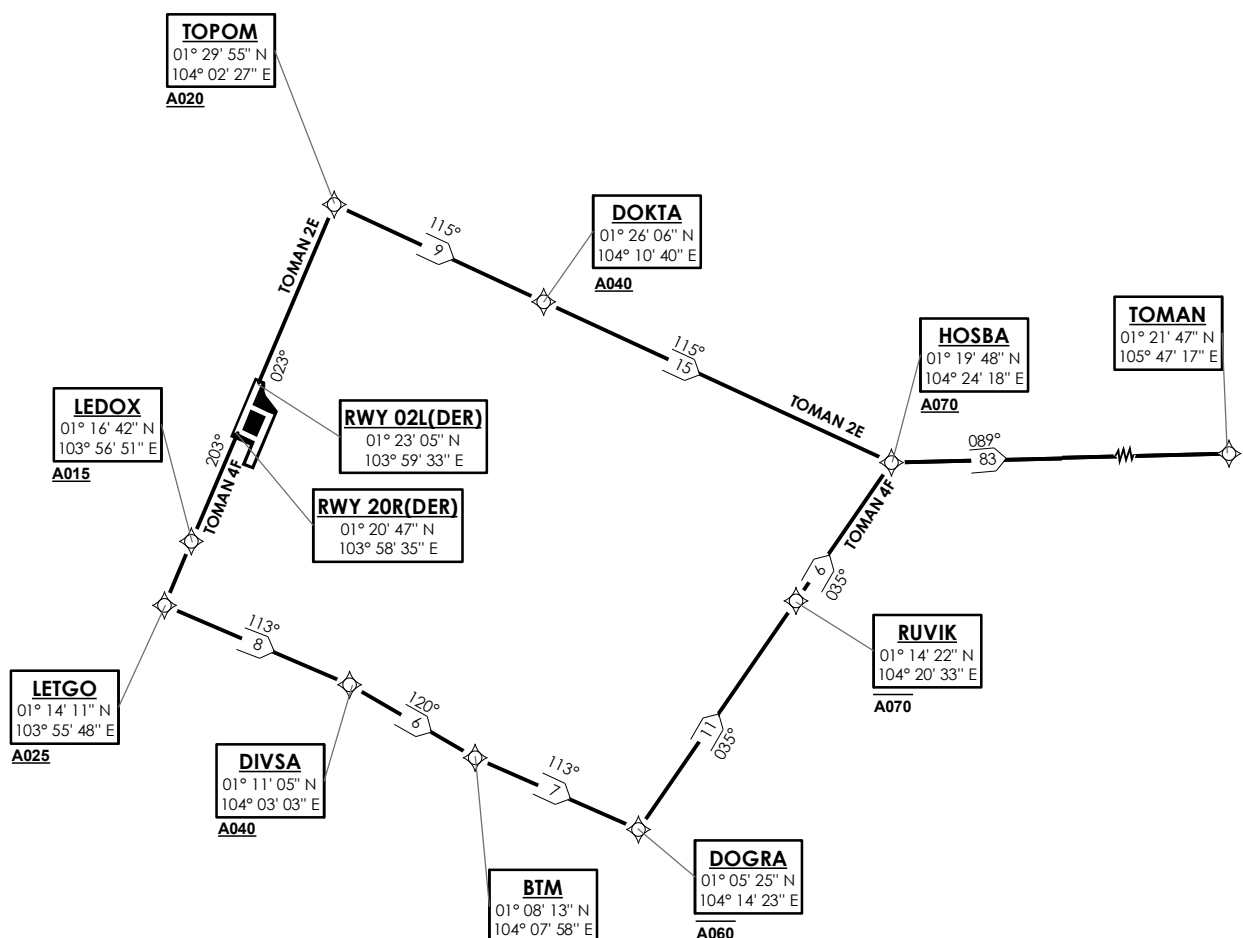 TOPOM
01° 29' 55" N
104° 02' 27" E
A020
DOKTA
01° 26' 06" N
104° 10' 40" E
A040
115°
9
TOMAN 2E
115°
15
TOMAN 2E
HOSBA
01° 19' 48" N
104° 24' 18" E
A070
TOMAN
01° 21' 47" N
105° 47' 17" E
089°
83
LEDOX
01° 16' 42" N
103° 56' 51" E
A015
023°
RWY 02L(DER)
01° 23' 05" N
103° 59' 33" E
203°
TOMAN 4F
RWY 20R(DER)
01° 20' 47" N
103° 58' 35" E
TOMAN 4F
6
035°
RUVIK
01° 14' 22" N
104° 20' 33" E
A070
113°
8
LETGO
01° 14' 11" N
103° 55' 48" E
A025
120°
6
11
035°
DIVSA
01° 11' 05" N
104° 03' 03" E
A040
113°
7
BTM
01° 08' 13" N
104° 07' 58" E
DOGRA
01° 05' 25" N
104° 14' 23" E
A060